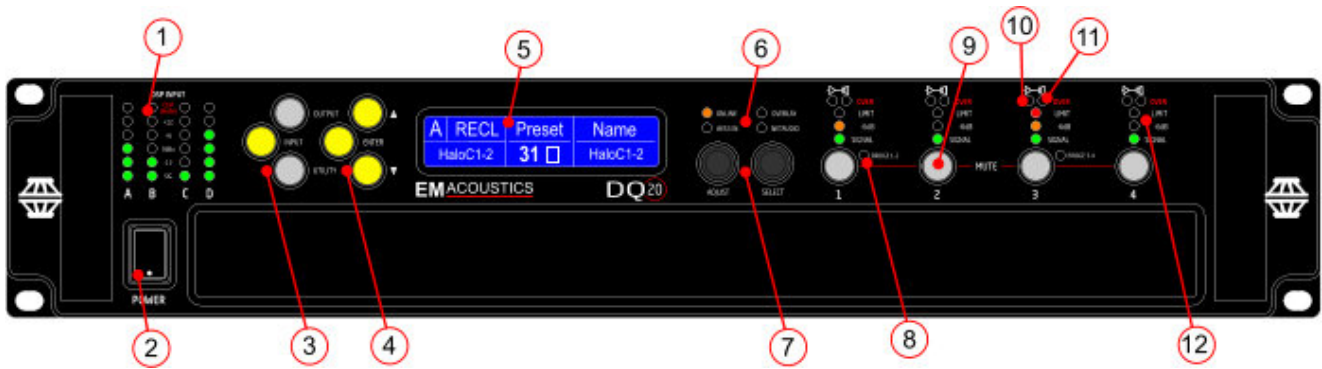 1
5
6
9
10
11
DSP INPUT
OVER
OVER
OVER
OVER
OUTPUT
ONLINE
OVERLAY
LIMIT
LIMIT
LIMIT
LIMIT
A RECL Preset Name
INPUT
ENTER
-6dB
-6dB
-6dB
-6dB
HaloC1-2 31 HaloC1-2
SIGNAL
SIGNAL
SIGNAL
SIGNAL
UTILITY
MUTE
A B C D
EM ACOUSTICS
DQ20
ADJUST
SELECT
1
2
3
4
POWER
2
3
4
7
8
12